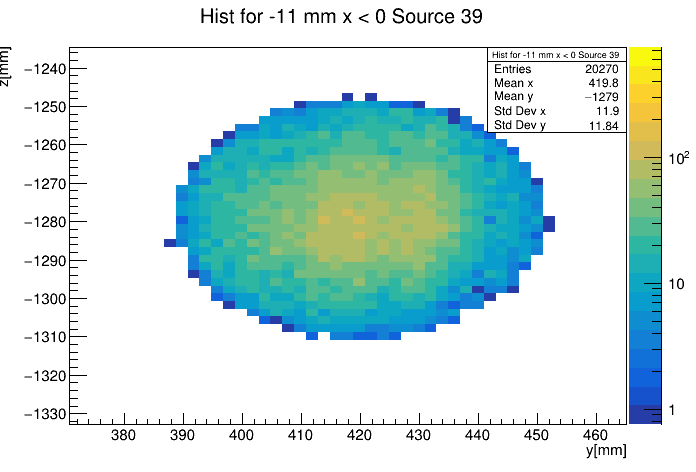 Hist for -11 mm x < 0 Source 39
z[mm]
Hist for -11 mm x < 0 Source 39
Entries 20270
Mean x 419.8
Mean y −1279
Std Dev x 11.9
Std Dev y 11.84
−1240
−1250
−1260
−1270
−1280
−1290
−1300
−1310
−1320
−1330
10²
10
1
380 390 400 410 420 430 440 450 460
y[mm]